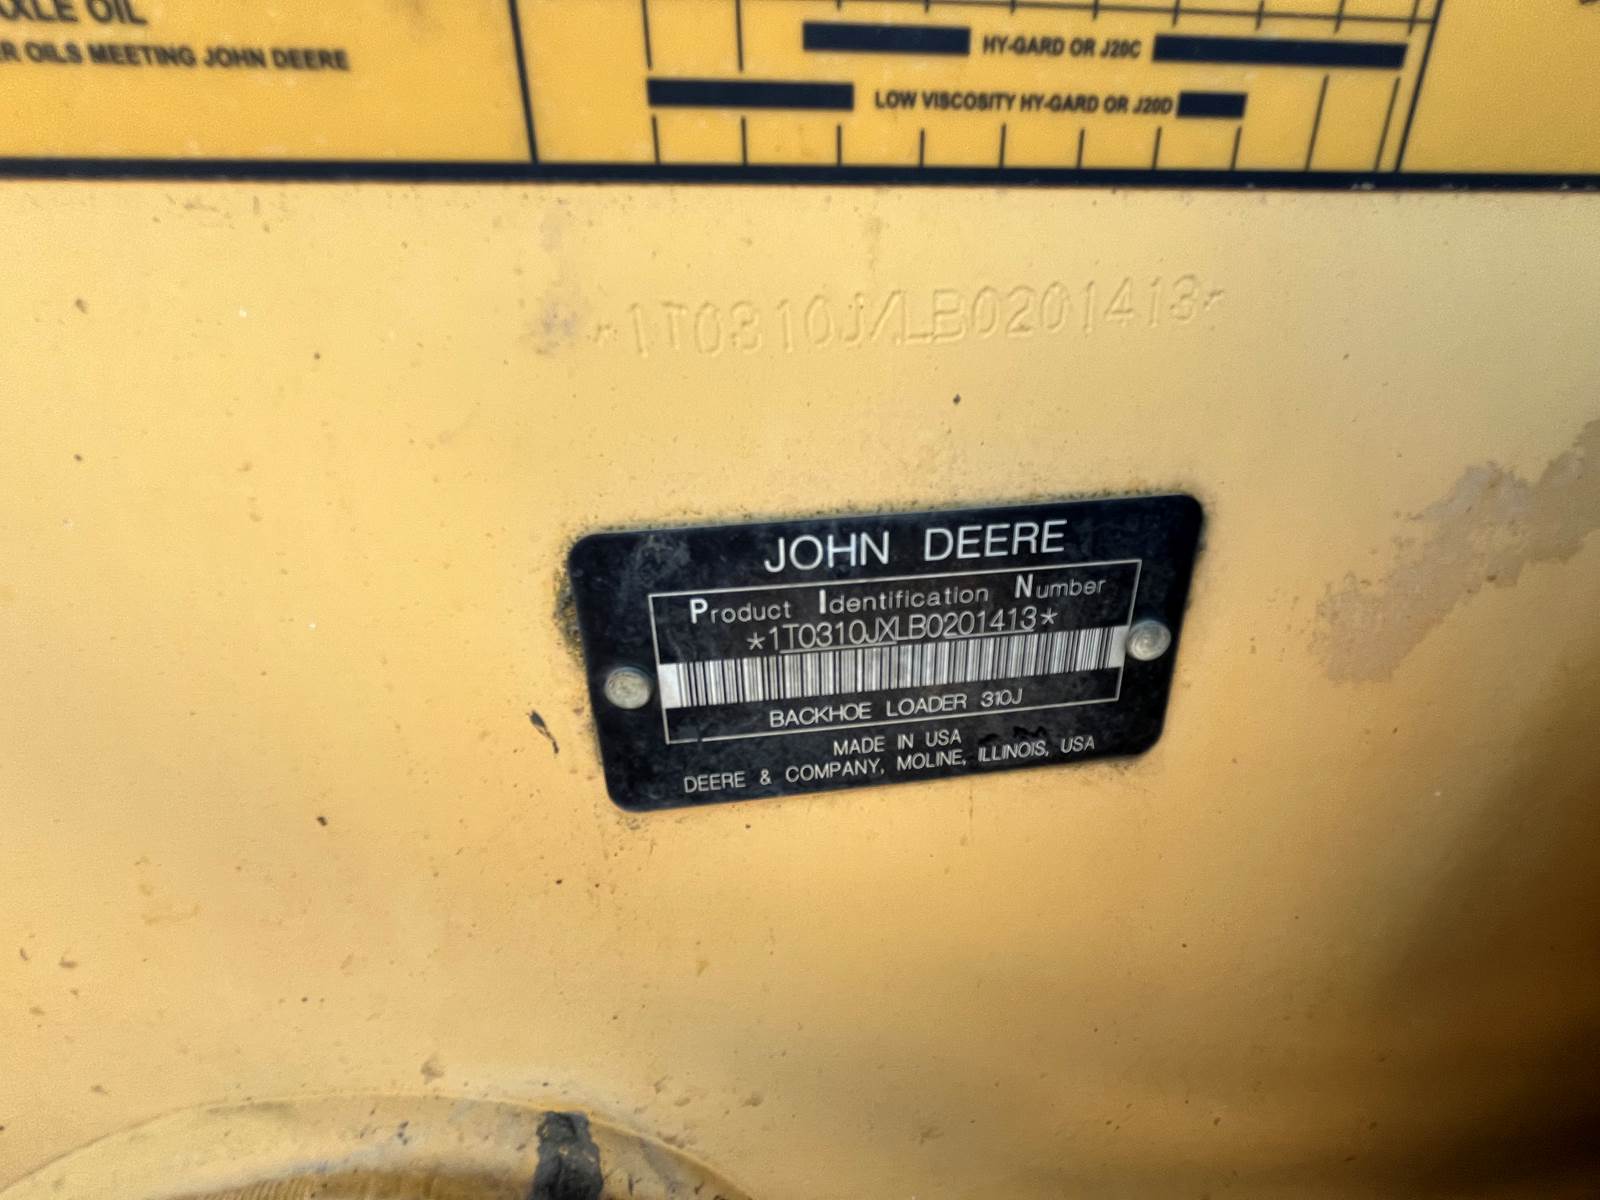 XLE OIL
R OILS MEETING JOHN DEERE
HY-GARD OR J20C
LOW VISCOSITY HY-GARD OR J20D
*1T0310JXLB0201413*
JOHN DEERE
Product Identification Number
*1T0310JXLB0201413*
BACKHOE LOADER 310J
MADE IN USA
DEERE & COMPANY, MOLINE, ILLINOIS, USA